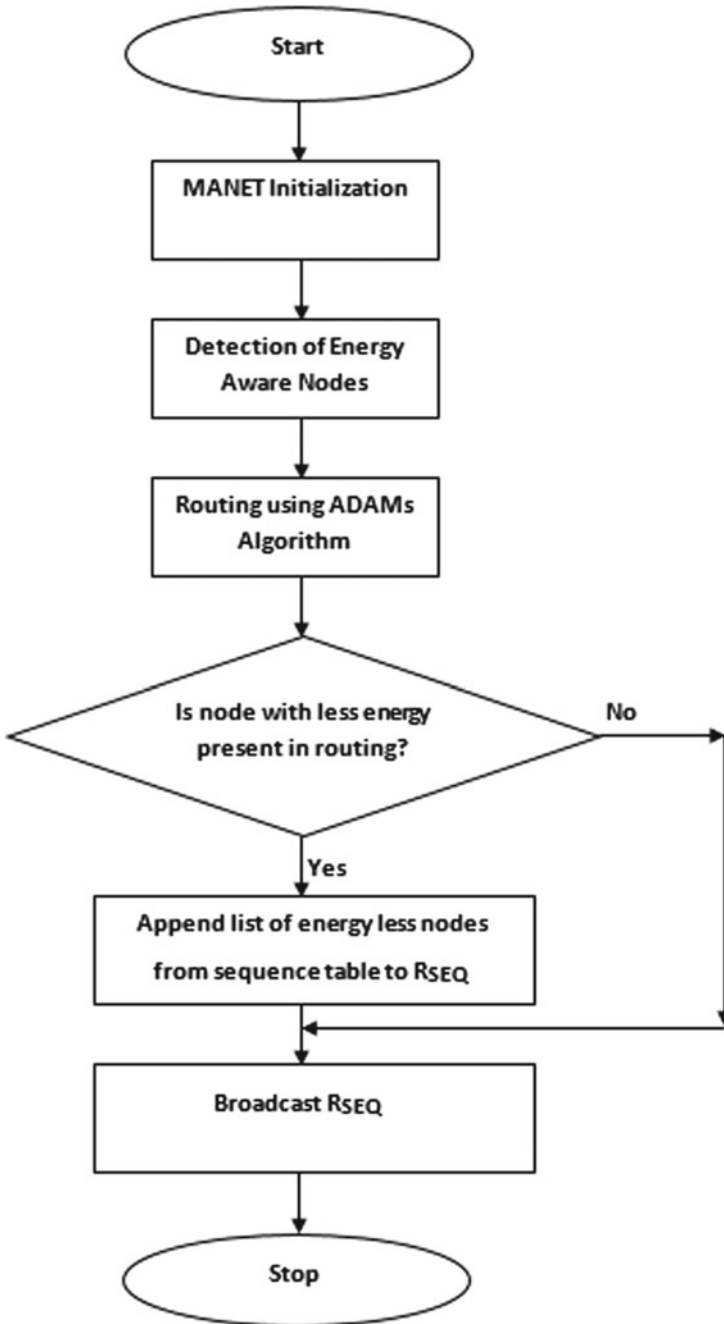 Start
MANET Initialization
Detection of Energy
Aware Nodes
Routing using ADAMs
Algorithm
Is node with less energy
present in routing?
No
Yes
Append list of energy less nodes
from sequence table to RSEQ
Broadcast RSEQ
Stop